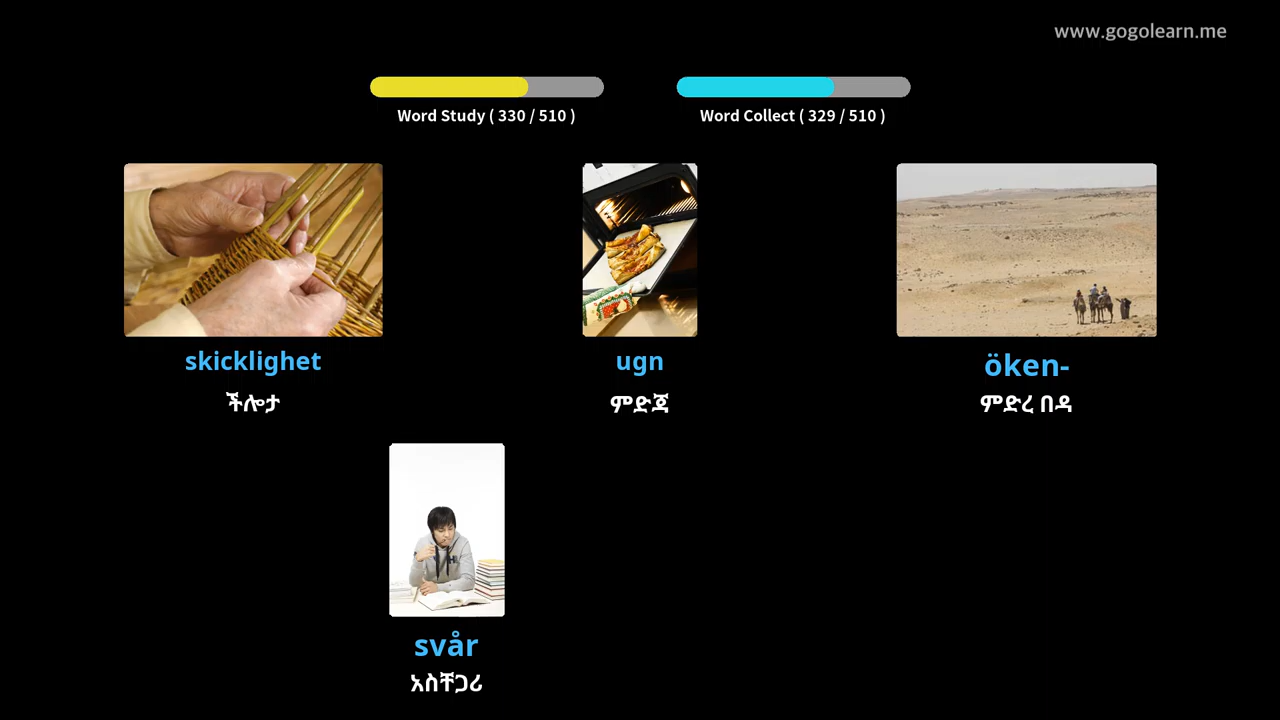 www.gogolearn.me
Word Study ( 330 / 510 )
Word Collect ( 329 / 510 )
skicklighet
ችሎታ
ugn
ምድጃ
öken-
ምድረ በዳ
svår
አስቸጋሪ